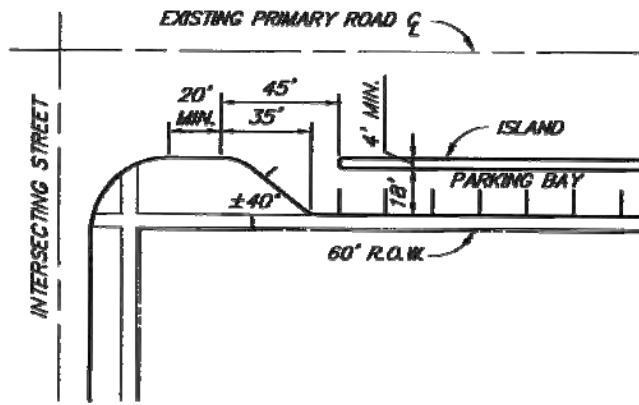 EXISTING PRIMARY ROAD ℄
45'
20'
MIN.
35'
4' MIN.
ISLAND
PARKING BAY
18'
±40°
60' R.O.W.
INTERSECTING STREET